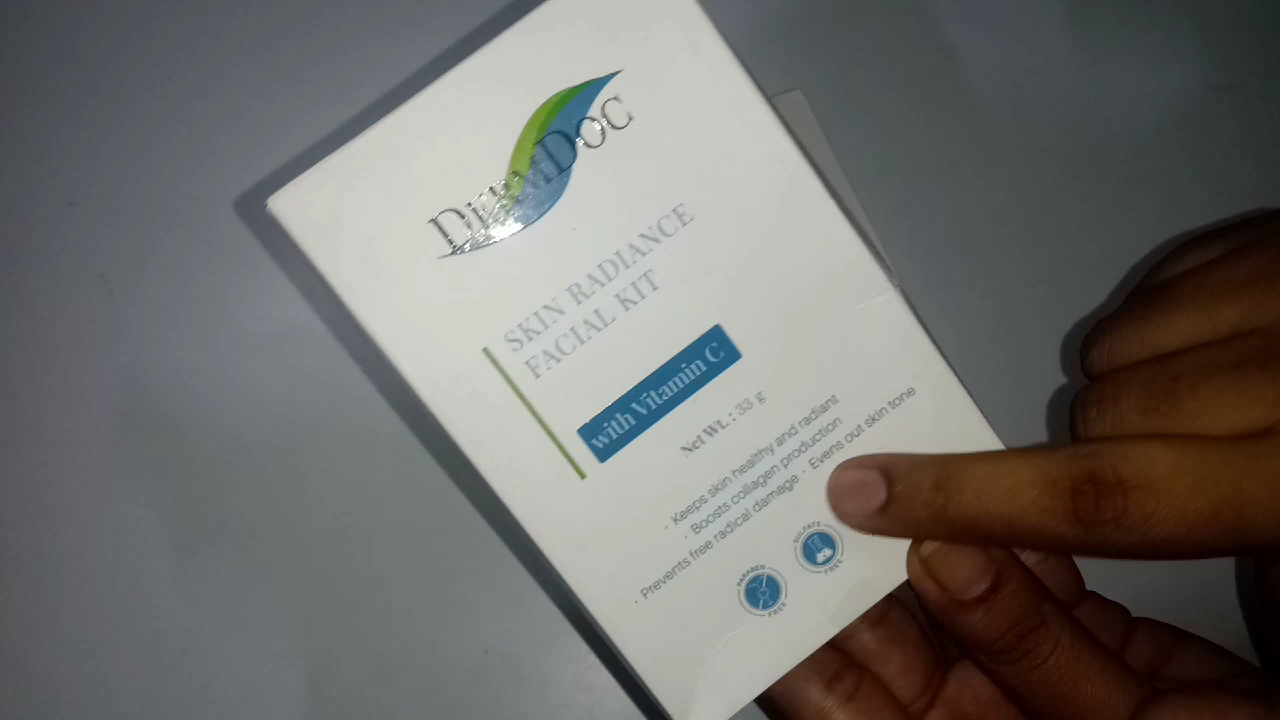 DERMDOC
SKIN RADIANCE
FACIAL KIT
with Vitamin C
Net Wt. : 33 g
· Keeps skin healthy and radiant
· Boosts collagen production
· Prevents free radical damage · Evens out skin tone
PARABEN
FREE
SULFATE
FREE